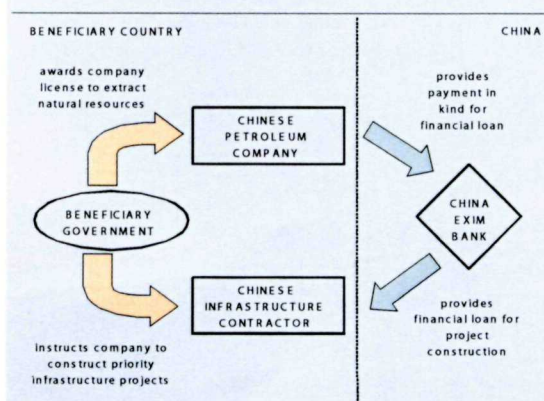 BENEFICIARY COUNTRY
CHINA
awards company
license to extract
natural resources
CHINESE
PETROLEUM
COMPANY
provides
payment in
kind for
financial loan
BENEFICIARY
GOVERNMENT
CHINA
EXIM
BANK
CHINESE
INFRASTRUCTURE
CONTRACTOR
instructs company to
construct priority
infrastructure projects
provides
financial loan for
project
construction